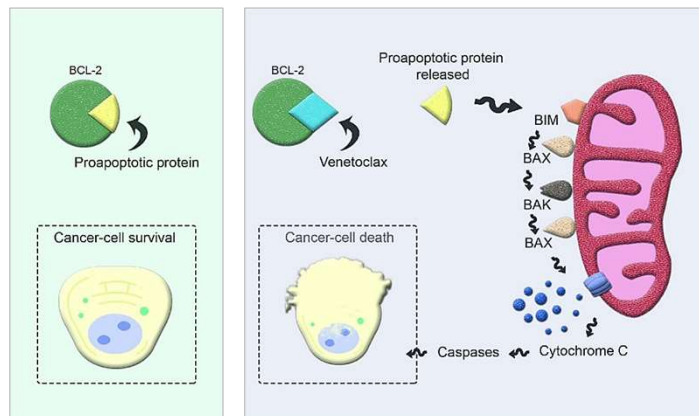 BCL-2
Proapoptotic protein
Cancer-cell survival
BCL-2
Venetoclax
Proapoptotic protein
released
BIM
BAX
BAK
BAX
Cytochrome C
Caspases
Cancer-cell death